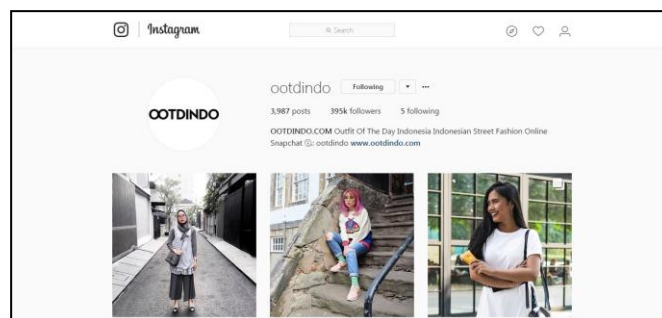 Instagram
Search
OOTDINDO
ootdindo Following
3,987 posts 395k followers 5 following
OOTDINDO.COM Outfit Of The Day Indonesia Indonesian Street Fashion Online
Snapchat : ootdindo www.ootdindo.com